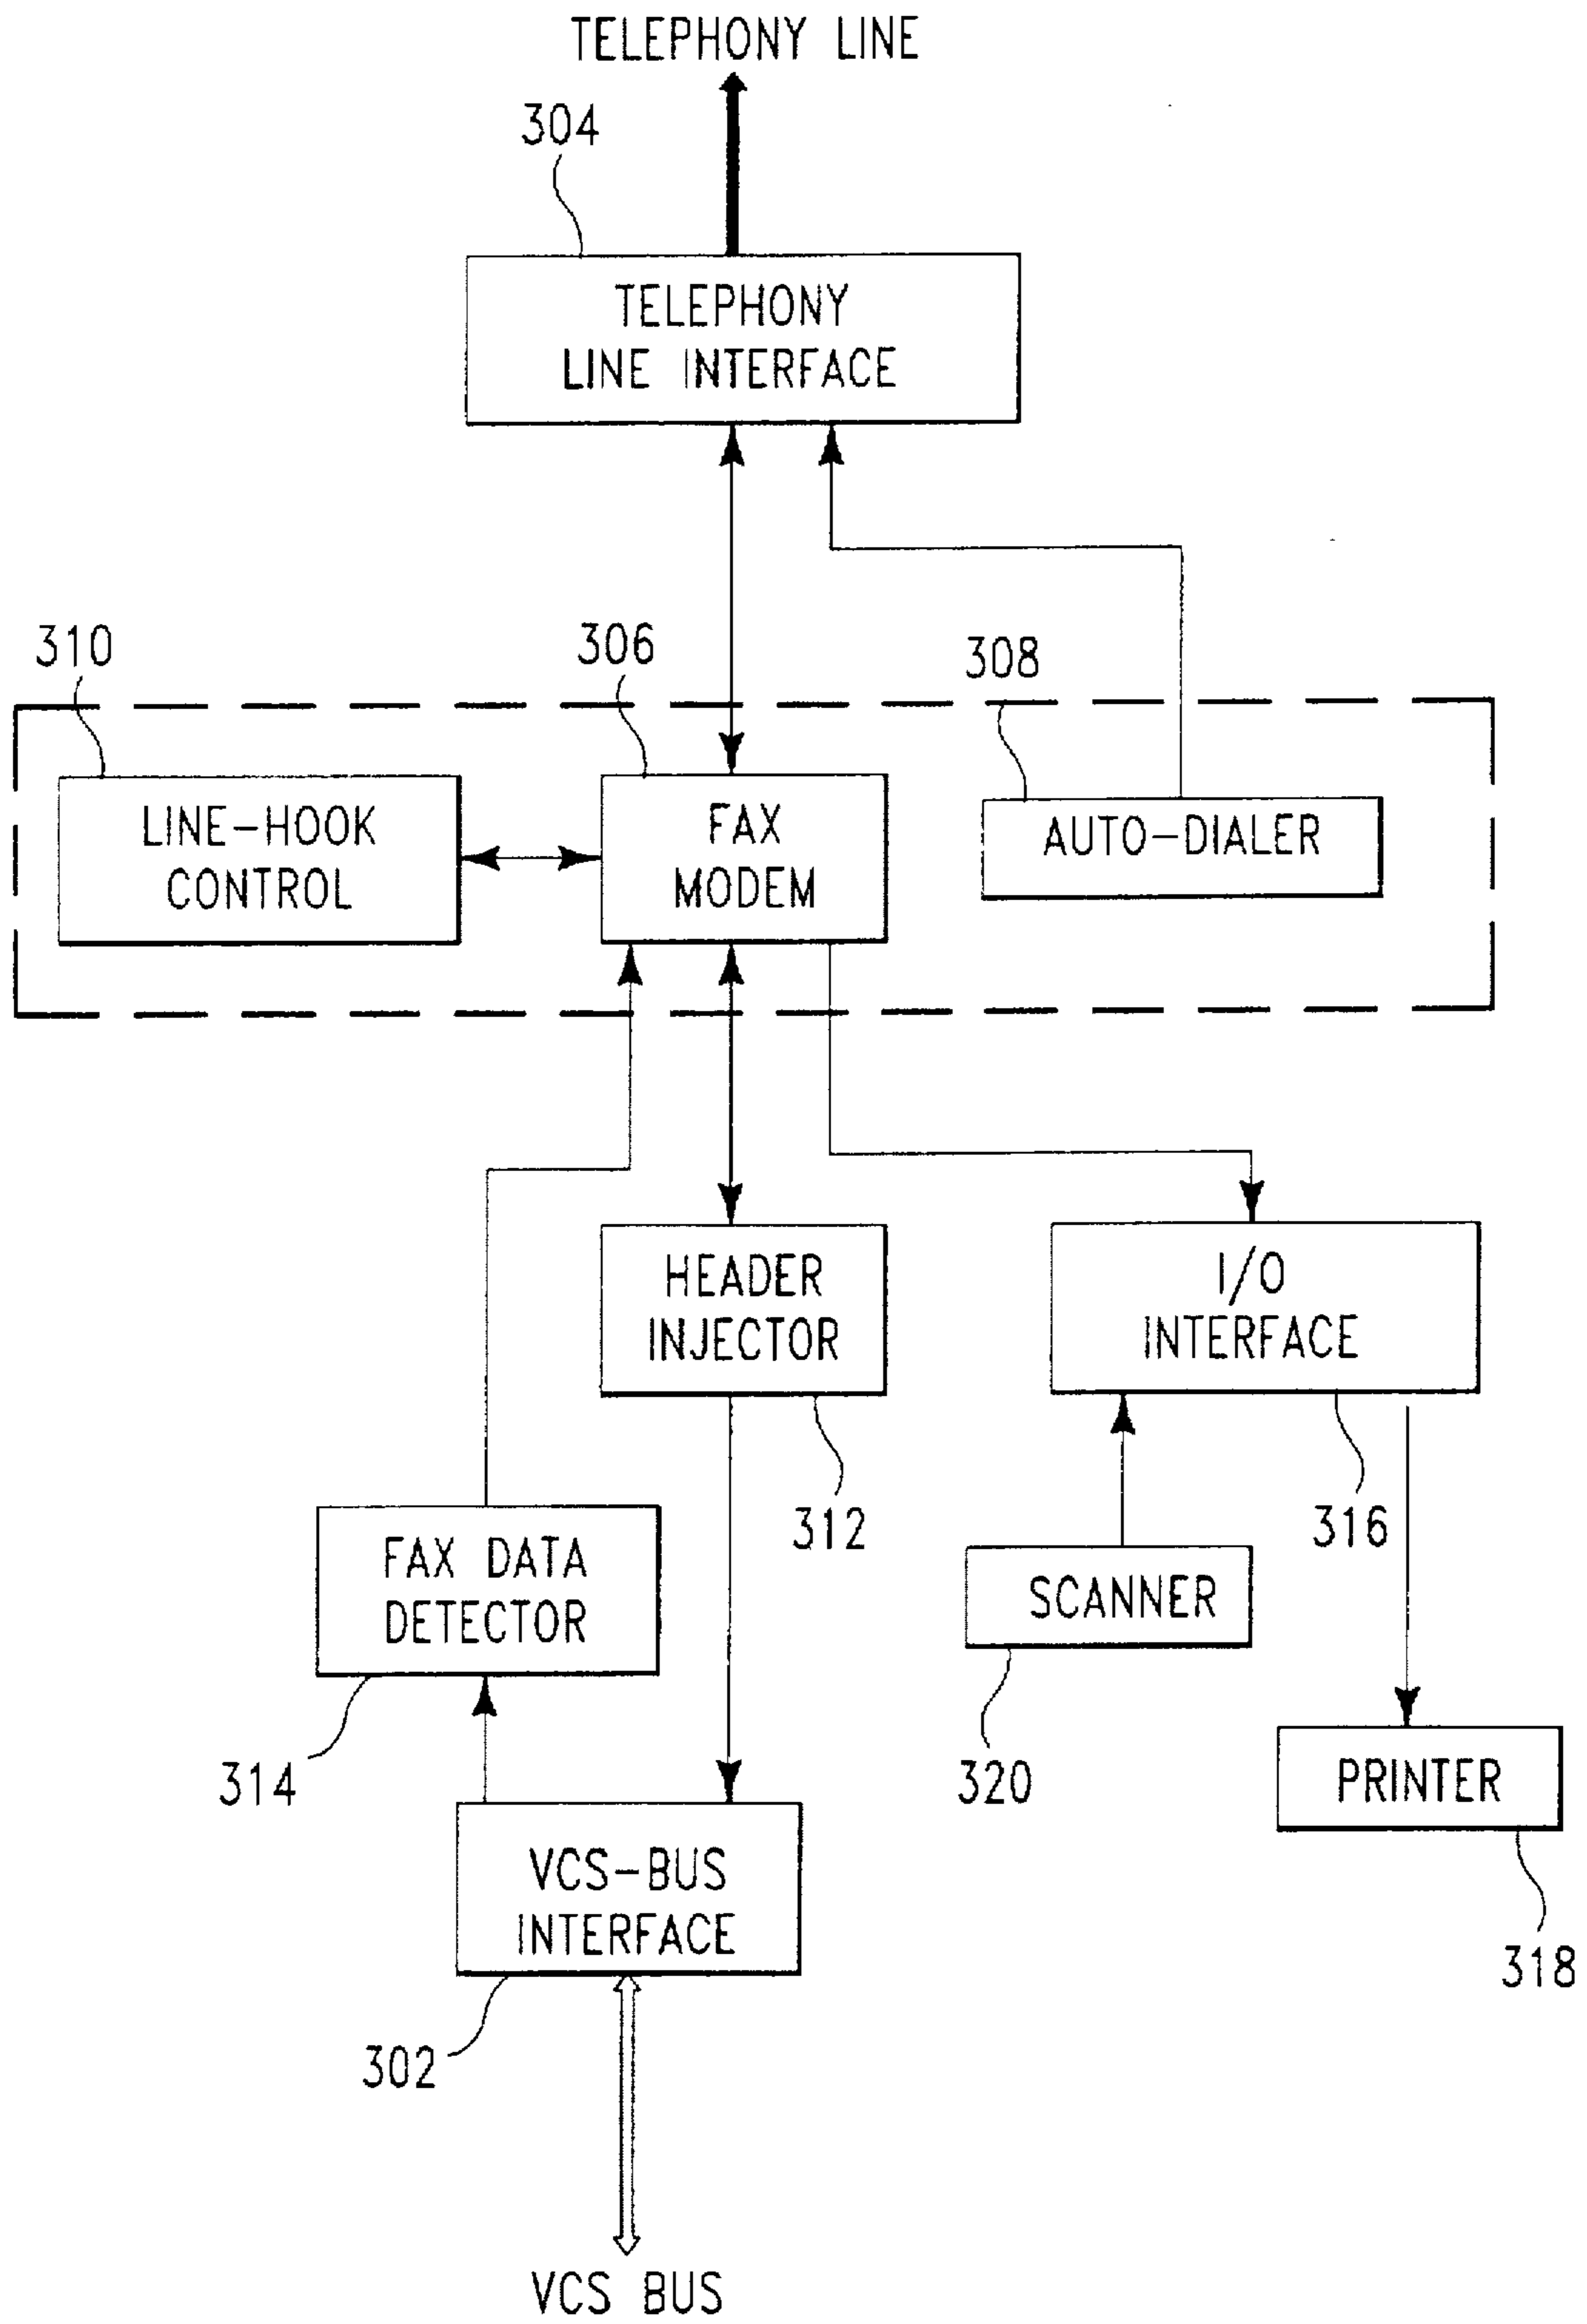 TELEPHONY LINE
304
TELEPHONY
LINE INTERFACE
310
306
308
LINE-HOOK
CONTROL
FAX
MODEM
AUTO-DIALER
HEADER
INJECTOR
I/O
INTERFACE
312
316
FAX DATA
DETECTOR
SCANNER
314
320
PRINTER
VCS-BUS
INTERFACE
318
302
VCS BUS